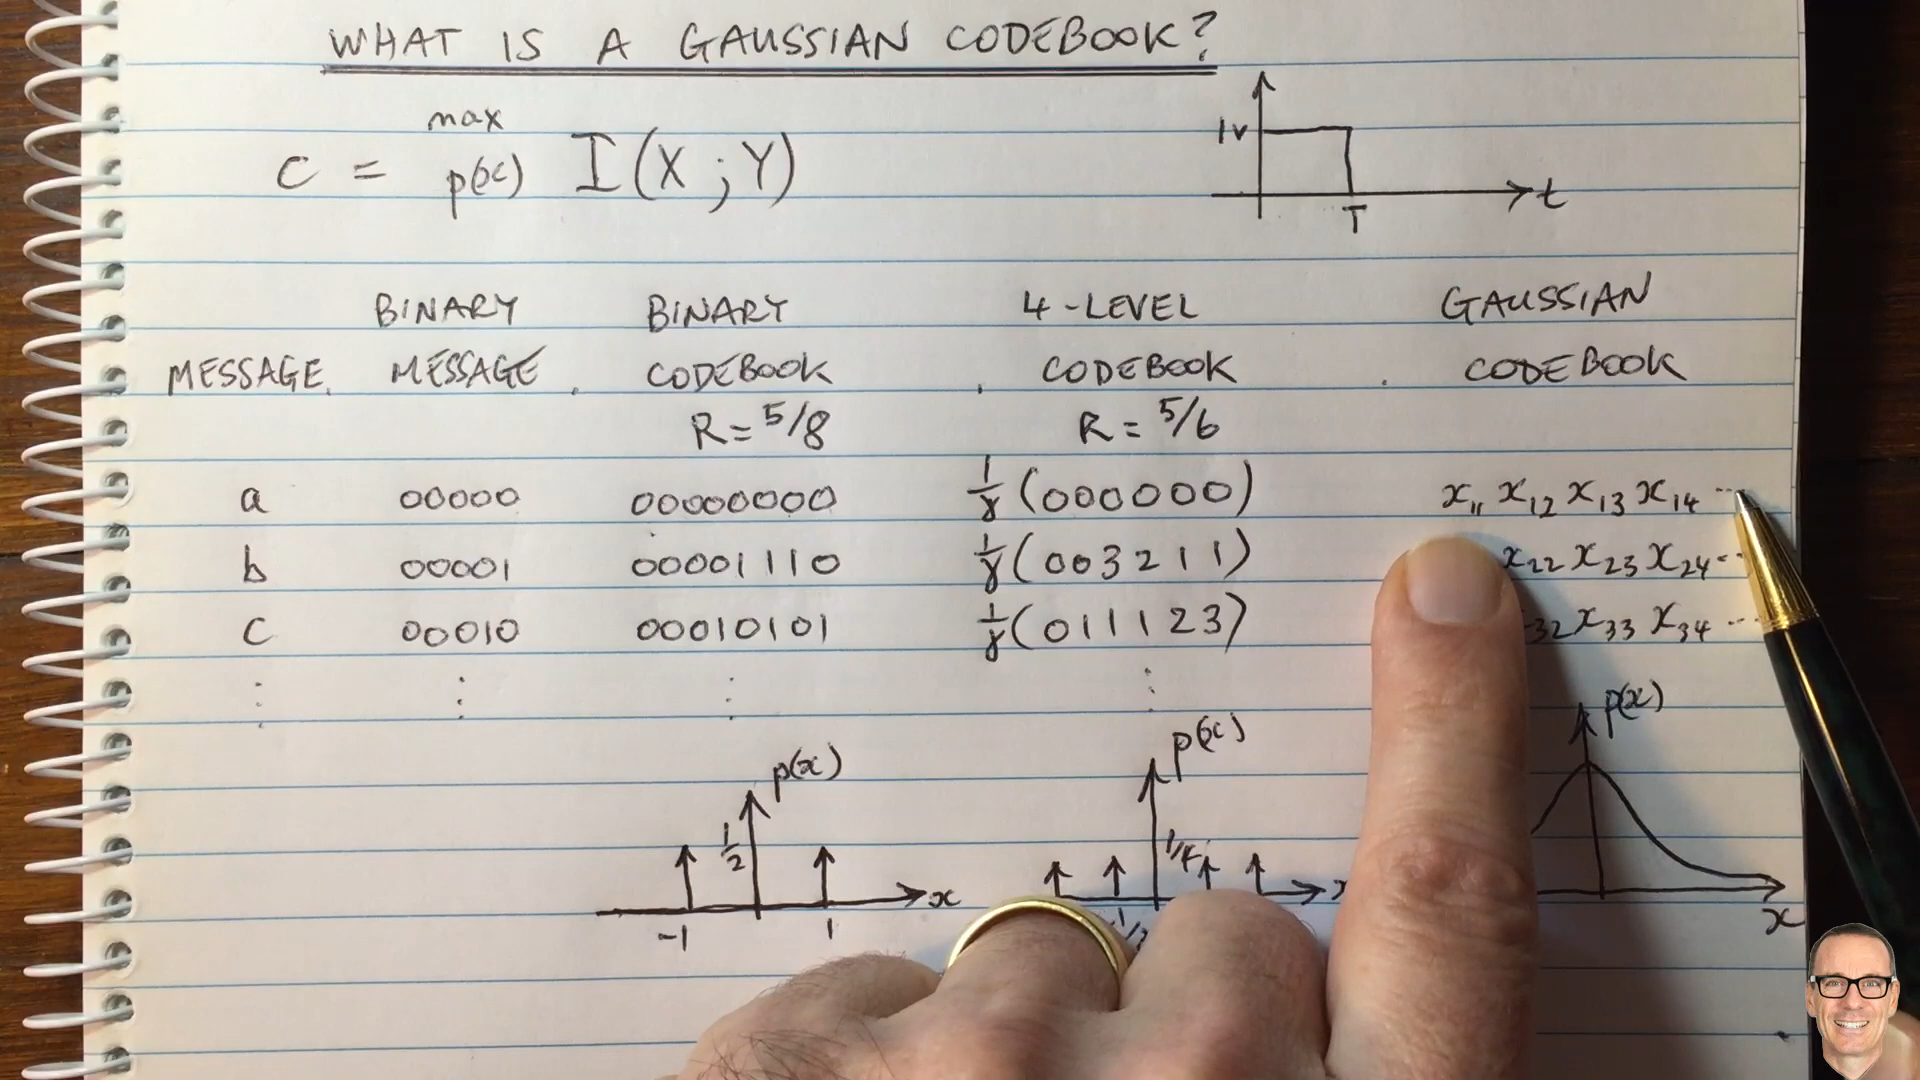 WHAT IS A GAUSSIAN CODEBOOK?
C = max p(x) I(X;Y)
1v
T
t
BINARY BINARY 4-LEVEL GAUSSIAN
MESSAGE. MESSAGE . CODEBOOK . CODEBOOK . CODEBOOK
R = 5/8 R = 5/6
a 00000 00000000 1/γ (000000) x11 x12 x13 x14 ...
b 00001 00001110 1/γ (003211) x22 x23 x24 ...
c 00010 00010101 1/γ (011123) 32 x33 x34 ...
⋮ ⋮ ⋮ ⋮
p(x) p(x) p(x)
1/2 1/4
x x x
-1 1